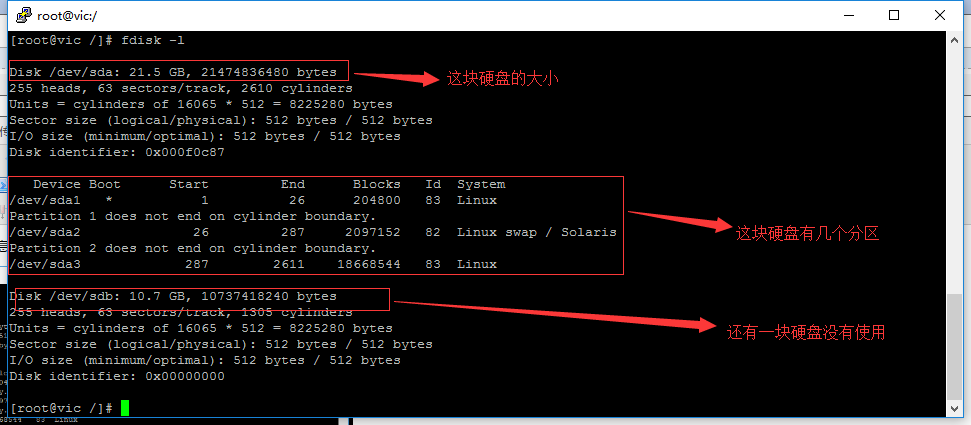 root@vic:/
[root@vic /]# fdisk -l
Disk /dev/sda: 21.5 GB, 21474836480 bytes
这块硬盘的大小
255 heads, 63 sectors/track, 2610 cylinders
Units = cylinders of 16065 * 512 = 8225280 bytes
Sector size (logical/physical): 512 bytes / 512 bytes
I/O size (minimum/optimal): 512 bytes / 512 bytes
Disk identifier: 0x000f0c87
Device Boot Start End Blocks Id System
/dev/sda1 * 1 26 204800 83 Linux
Partition 1 does not end on cylinder boundary.
/dev/sda2 26 287 2097152 82 Linux swap / Solaris
这块硬盘有几个分区
Partition 2 does not end on cylinder boundary.
/dev/sda3 287 2611 18668544 83 Linux
Disk /dev/sdb: 10.7 GB, 10737418240 bytes
255 heads, 63 sectors/track, 1305 cylinders
Units = cylinders of 16065 * 512 = 8225280 bytes
还有一块硬盘没有使用
Sector size (logical/physical): 512 bytes / 512 bytes
I/O size (minimum/optimal): 512 bytes / 512 bytes
Disk identifier: 0x00000000
[root@vic /]#
68544 83 Linux